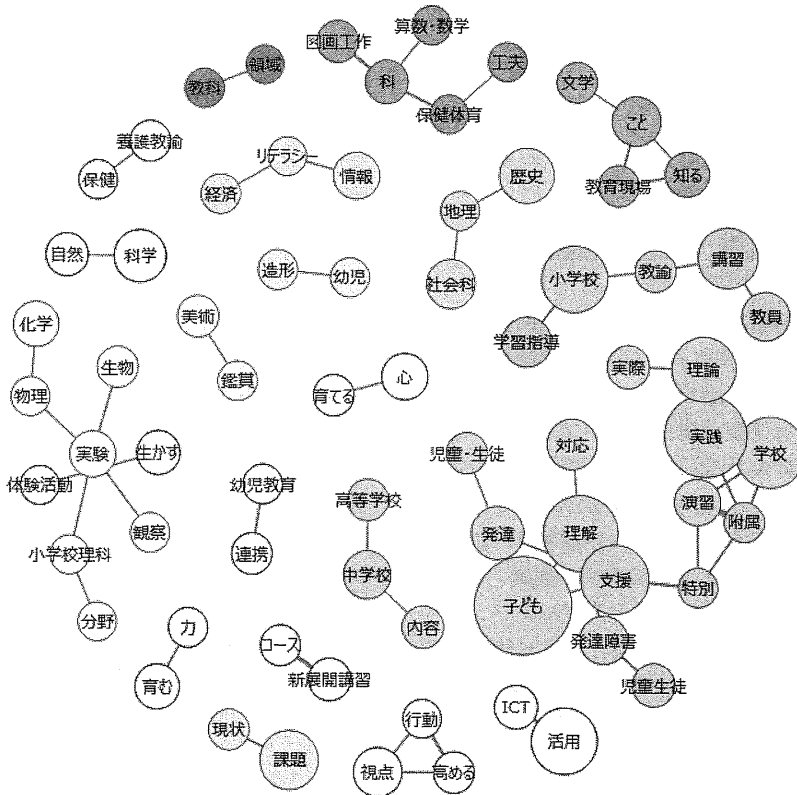 図画工作
算数・数学
領域
教科
科
工夫
保健体育
文学
こと
教育現場
知る
養護教諭
保健
リテラシー
経済
情報
歴史
地理
社会科
自然
科学
造形
幼児
小学校
教諭
講習
教員
学習指導
化学
美術
物理
生物
鑑賞
心
育てる
実際
理論
実践
学校
実験
生かす
体験活動
観察
小学校理科
分野
幼児教育
連携
高等学校
中学校
内容
児童・生徒
対応
発達
理解
演習
附属
子ども
支援
特別
発達障害
児童生徒
力
育む
コース
新展開講習
現状
課題
行動
視点
高める
ICT
活用